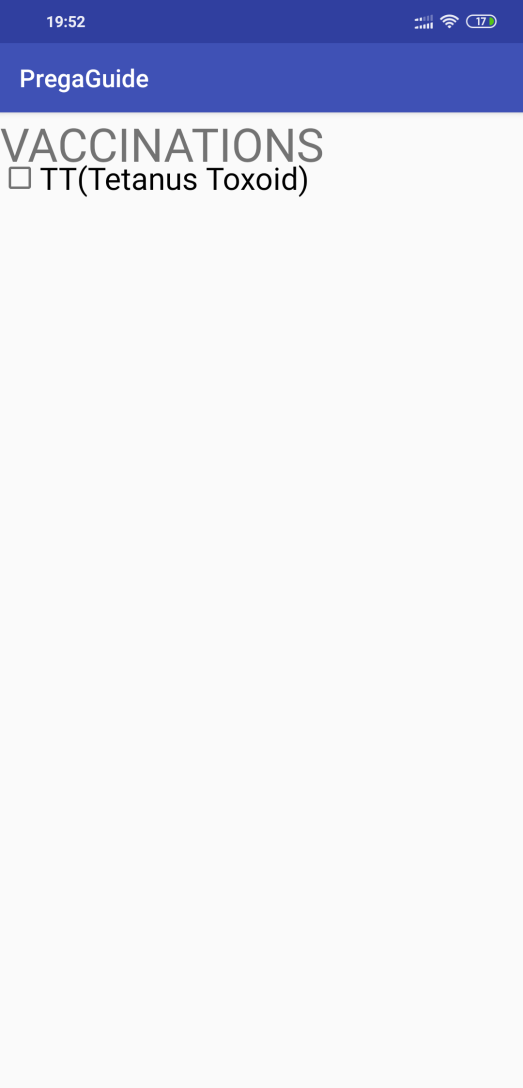 19:52
17
PregaGuide
VACCINATIONS
TT(Tetanus Toxoid)